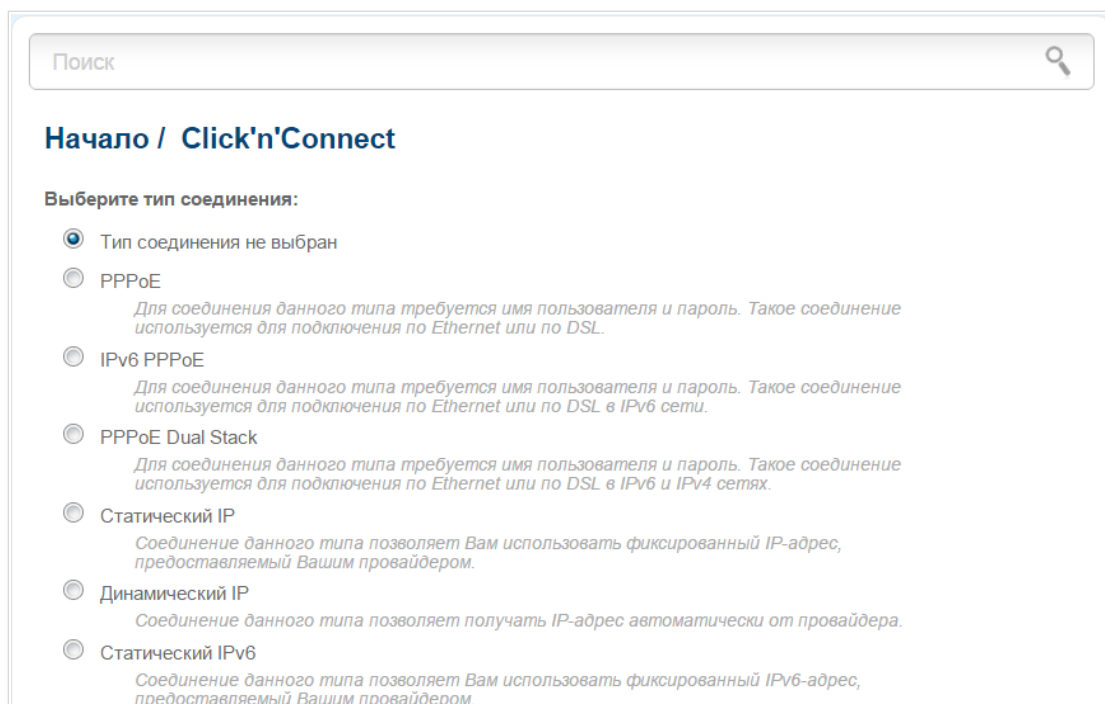 Поиск
Начало / Click'n'Connect
Выберите тип соединения:
Тип соединения не выбран
PPPoE
Для соединения данного типа требуется имя пользователя и пароль. Такое соединение
используется для подключения по Ethernet или по DSL.
IPv6 PPPoE
Для соединения данного типа требуется имя пользователя и пароль. Такое соединение
используется для подключения по Ethernet или по DSL в IPv6 сети.
PPPoE Dual Stack
Для соединения данного типа требуется имя пользователя и пароль. Такое соединение
используется для подключения по Ethernet или по DSL в IPv6 и IPv4 сетях.
Статический IP
Соединение данного типа позволяет Вам использовать фиксированный IP-адрес,
предоставляемый Вашим провайдером.
Динамический IP
Соединение данного типа позволяет получать IP-адрес автоматически от провайдера.
Статический IPv6
Соединение данного типа позволяет Вам использовать фиксированный IPv6-адрес,
предоставляемый Вашим провайдером.